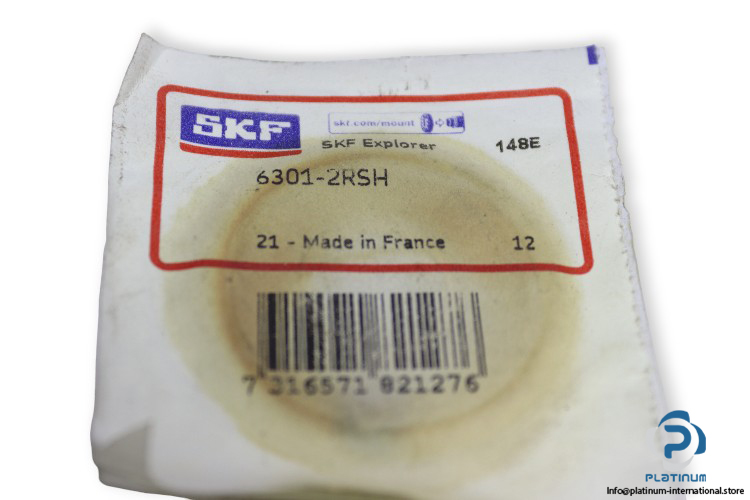 SKF
skf.com/mount
SKF Explorer
148E
6301-2RSH
21 - Made in France
12
7 316571 821276
PLATINUM
Info@platinum-international.store